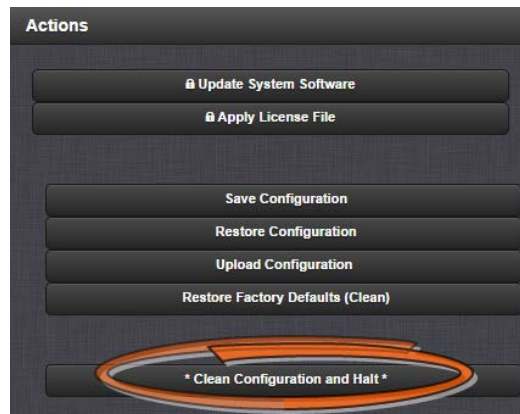 Actions
Update System Software
Apply License File
Save Configuration
Restore Configuration
Upload Configuration
Restore Factory Defaults (Clean)
* Clean Configuration and Halt *